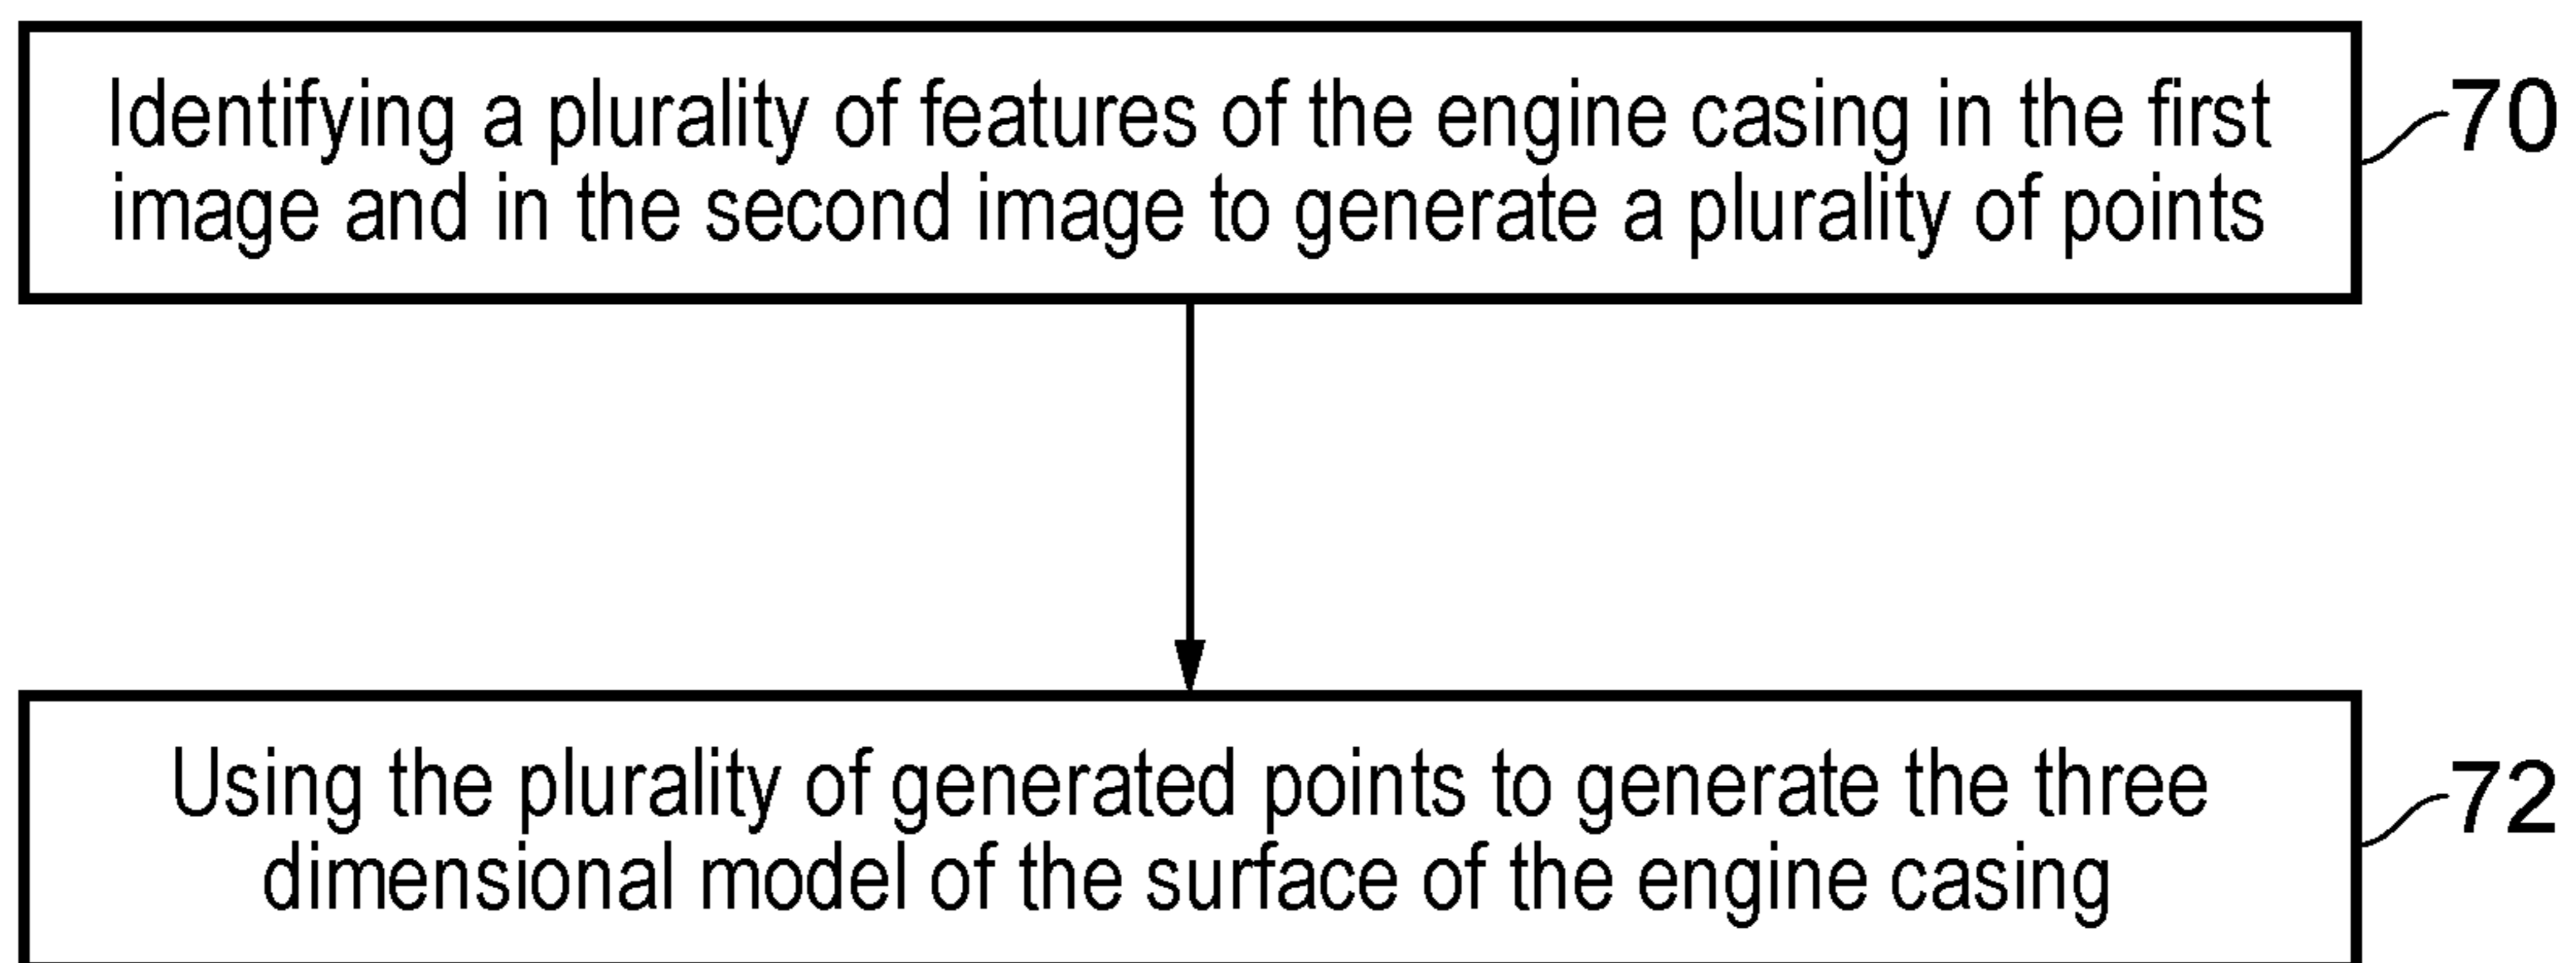 Identifying a plurality of features of the engine casing in the first
image and in the second image to generate a plurality of points
70
Using the plurality of generated points to generate the three
dimensional model of the surface of the engine casing
72